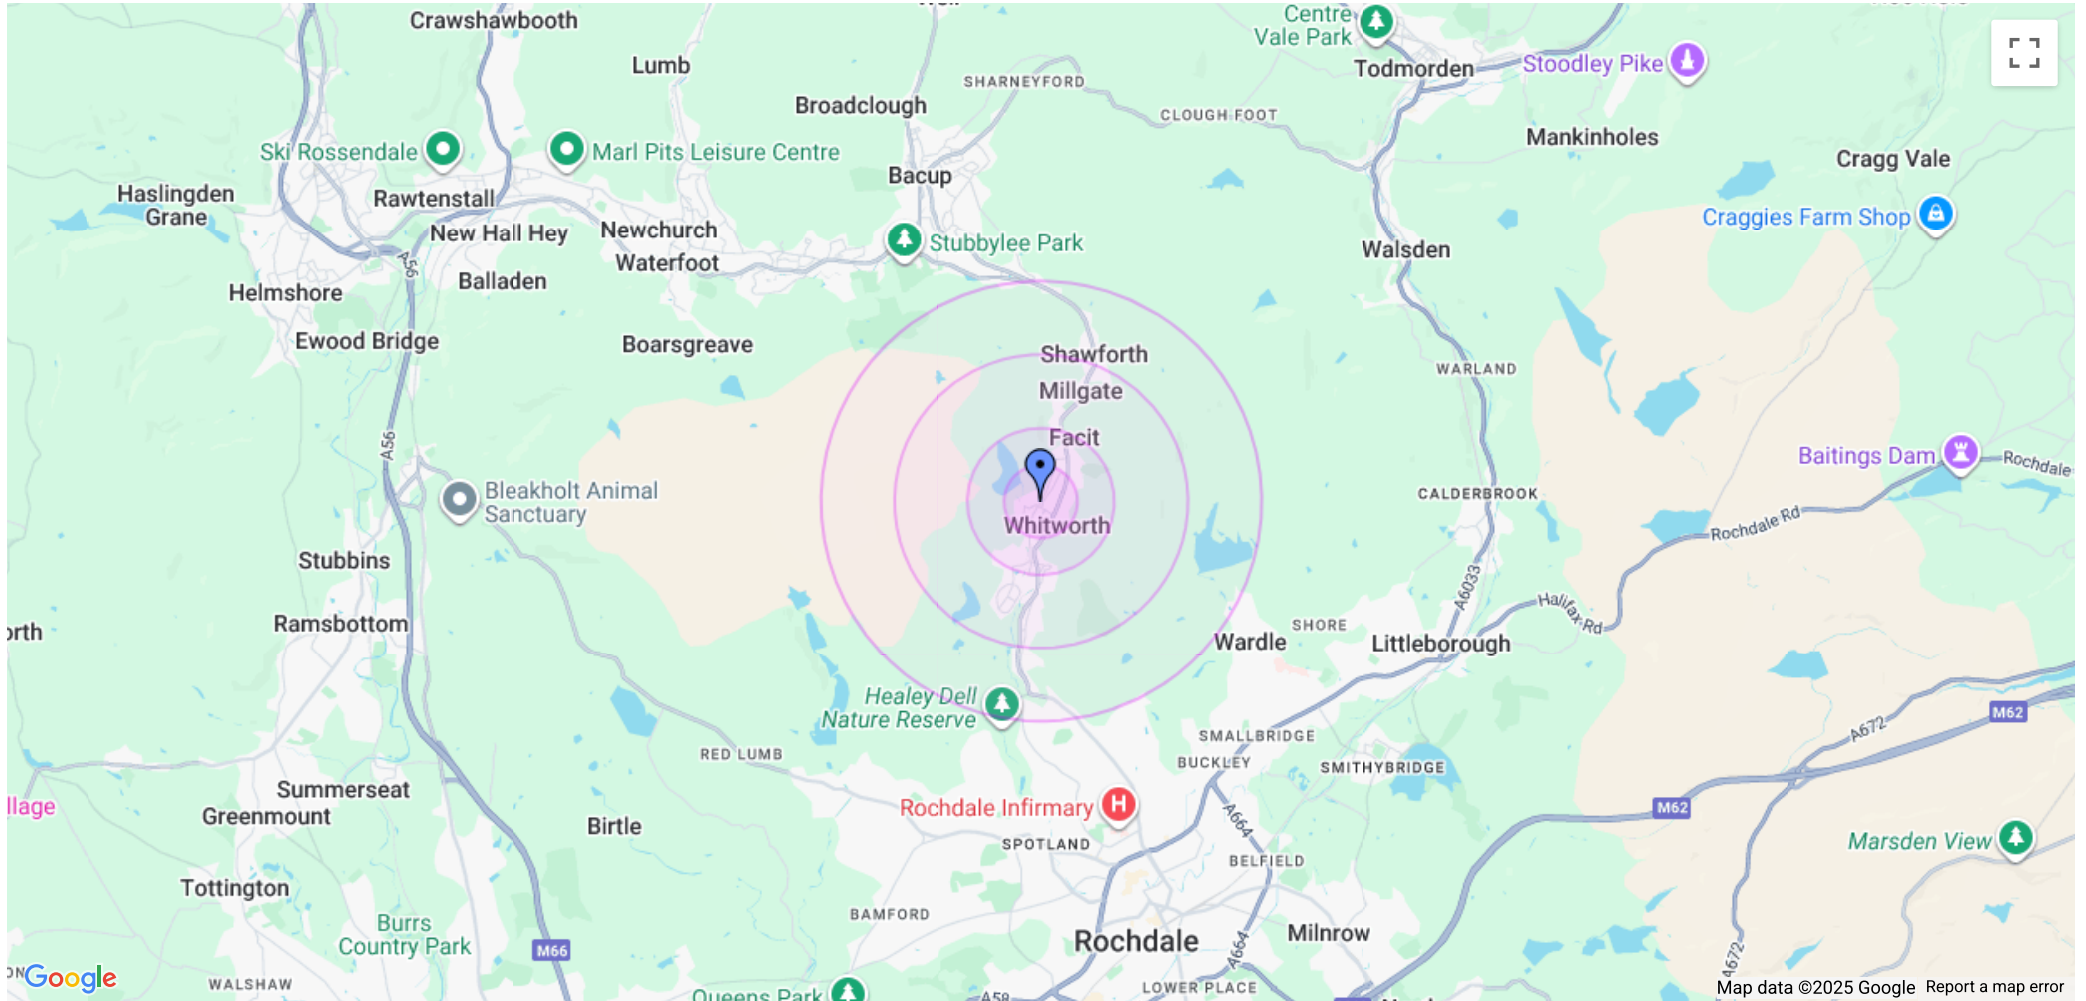 Crawshawbooth
Centre
Vale Park
Lumb
Todmorden
Stoodley Pike
SHARNEYFORD
Broadclough
CLOUGH FOOT
Mankinholes
Ski Rossendale
Marl Pits Leisure Centre
Cragg Vale
Bacup
Haslingden
Grane
Rawtenstall
Craggies Farm Shop
New Hall Hey
Newchurch
Stubbylee Park
Walsden
A56
Waterfoot
Balladen
Helmshore
Ewood Bridge
Boarsgreave
Shawforth
WARLAND
Millgate
A56
Facit
Baitings Dam
Rochdale
Bleakholt Animal
Sanctuary
CALDERBROOK
Whitworth
Rochdale Rd
Stubbins
A6033
Halifax Rd
Ramsbottom
orth
SHORE
Wardle
Littleborough
Healey Dell
Nature Reserve
M62
A672
SMALLBRIDGE
RED LUMB
BUCKLEY
SMITHYBRIDGE
Summerseat
llage
Greenmount
Rochdale Infirmary
M62
Birtle
A664
SPOTLAND
Marsden View
BELFIELD
Tottington
BAMFORD
Burrs
Country Park
Rochdale
Milnrow
M66
A664
A672
ON
Google
WALSHAW
Queens Park
A58
LOWER PLACE
Map data ©2025 Google
Report a map error